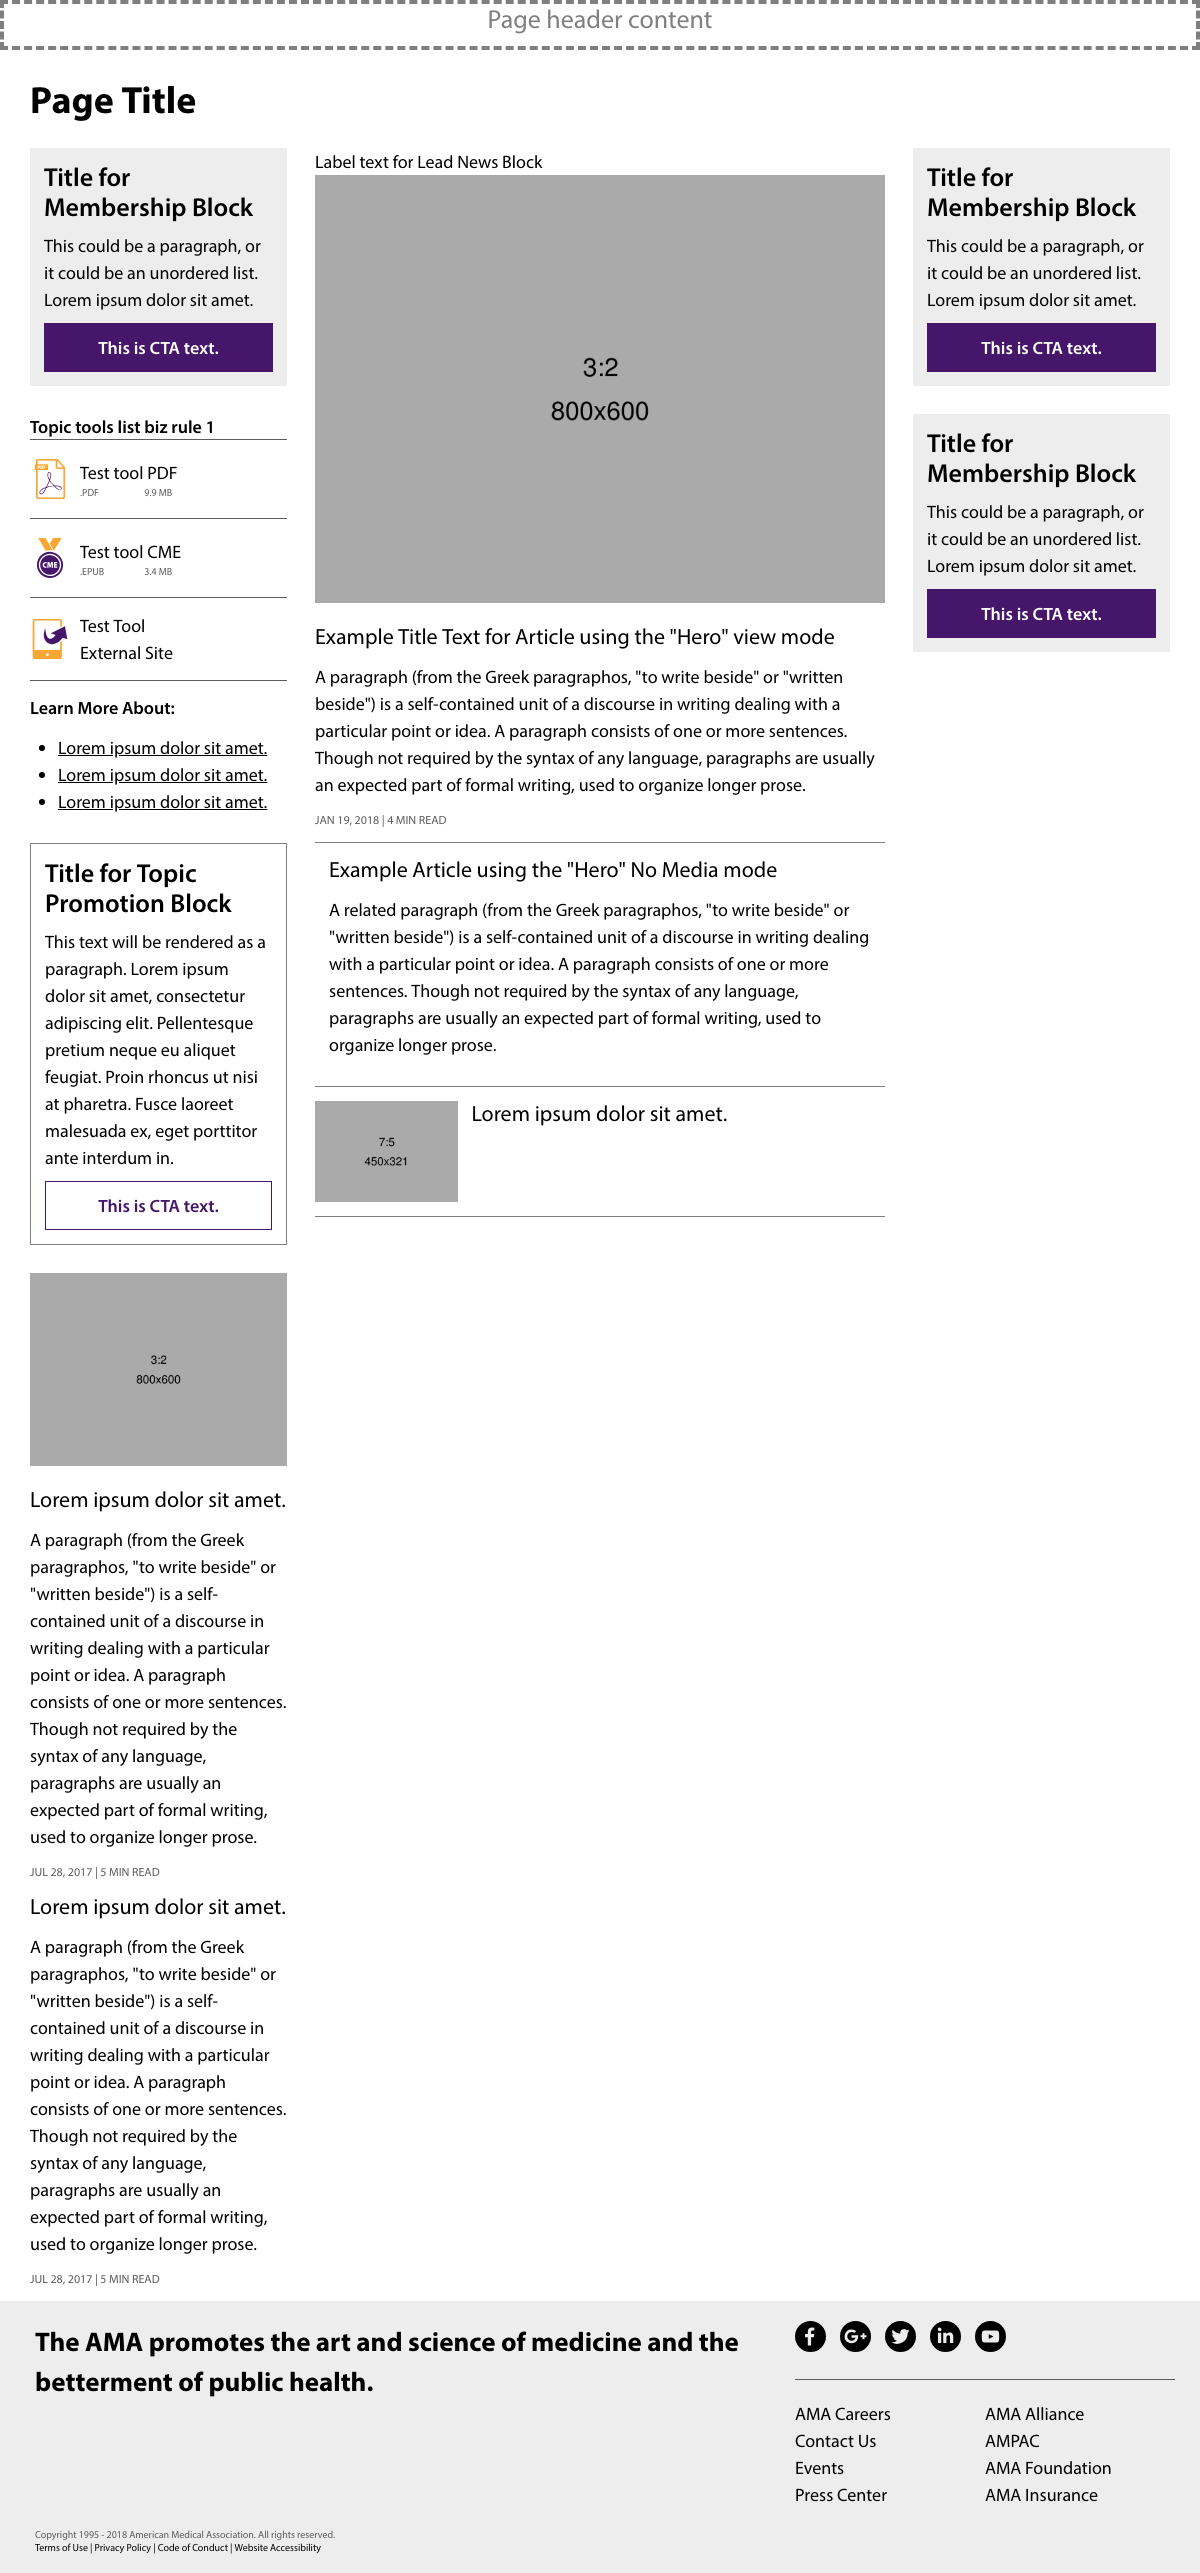 Page header content
Page Title
Title for
Membership Block
This could be a paragraph, or
it could be an unordered list.
Lorem ipsum dolor sit amet.
This is CTA text.
Topic tools list biz rule 1
PDF
Test tool PDF
.PDF 9.9 MB
CME
Test tool CME
.EPUB 3.4 MB
Test Tool
External Site
Learn More About:
Lorem ipsum dolor sit amet.
Lorem ipsum dolor sit amet.
Lorem ipsum dolor sit amet.
Title for Topic
Promotion Block
This text will be rendered as a
paragraph. Lorem ipsum
dolor sit amet, consectetur
adipiscing elit. Pellentesque
pretium neque eu aliquet
feugiat. Proin rhoncus ut nisi
at pharetra. Fusce laoreet
malesuada ex, eget porttitor
ante interdum in.
This is CTA text.
3:2
800x600
Lorem ipsum dolor sit amet.
A paragraph (from the Greek
paragraphos, "to write beside" or
"written beside") is a self-
contained unit of a discourse in
writing dealing with a particular
point or idea. A paragraph
consists of one or more sentences.
Though not required by the
syntax of any language,
paragraphs are usually an
expected part of formal writing,
used to organize longer prose.
JUL 28, 2017 | 5 MIN READ
Lorem ipsum dolor sit amet.
A paragraph (from the Greek
paragraphos, "to write beside" or
"written beside") is a self-
contained unit of a discourse in
writing dealing with a particular
point or idea. A paragraph
consists of one or more sentences.
Though not required by the
syntax of any language,
paragraphs are usually an
expected part of formal writing,
used to organize longer prose.
JUL 28, 2017 | 5 MIN READ
Label text for Lead News Block
3:2
800x600
Example Title Text for Article using the "Hero" view mode
A paragraph (from the Greek paragraphos, "to write beside" or "written
beside") is a self-contained unit of a discourse in writing dealing with a
particular point or idea. A paragraph consists of one or more sentences.
Though not required by the syntax of any language, paragraphs are usually
an expected part of formal writing, used to organize longer prose.
JAN 19, 2018 | 4 MIN READ
Example Article using the "Hero" No Media mode
A related paragraph (from the Greek paragraphos, "to write beside" or
"written beside") is a self-contained unit of a discourse in writing dealing
with a particular point or idea. A paragraph consists of one or more
sentences. Though not required by the syntax of any language,
paragraphs are usually an expected part of formal writing, used to
organize longer prose.
7:5
450x321
Lorem ipsum dolor sit amet.
Title for
Membership Block
This could be a paragraph, or
it could be an unordered list.
Lorem ipsum dolor sit amet.
This is CTA text.
Title for
Membership Block
This could be a paragraph, or
it could be an unordered list.
Lorem ipsum dolor sit amet.
This is CTA text.
The AMA promotes the art and science of medicine and the
betterment of public health.
AMA Careers
Contact Us
Events
Press Center
AMA Alliance
AMPAC
AMA Foundation
AMA Insurance
Copyright 1995 - 2018 American Medical Association. All rights reserved.
Terms of Use | Privacy Policy | Code of Conduct | Website Accessibility